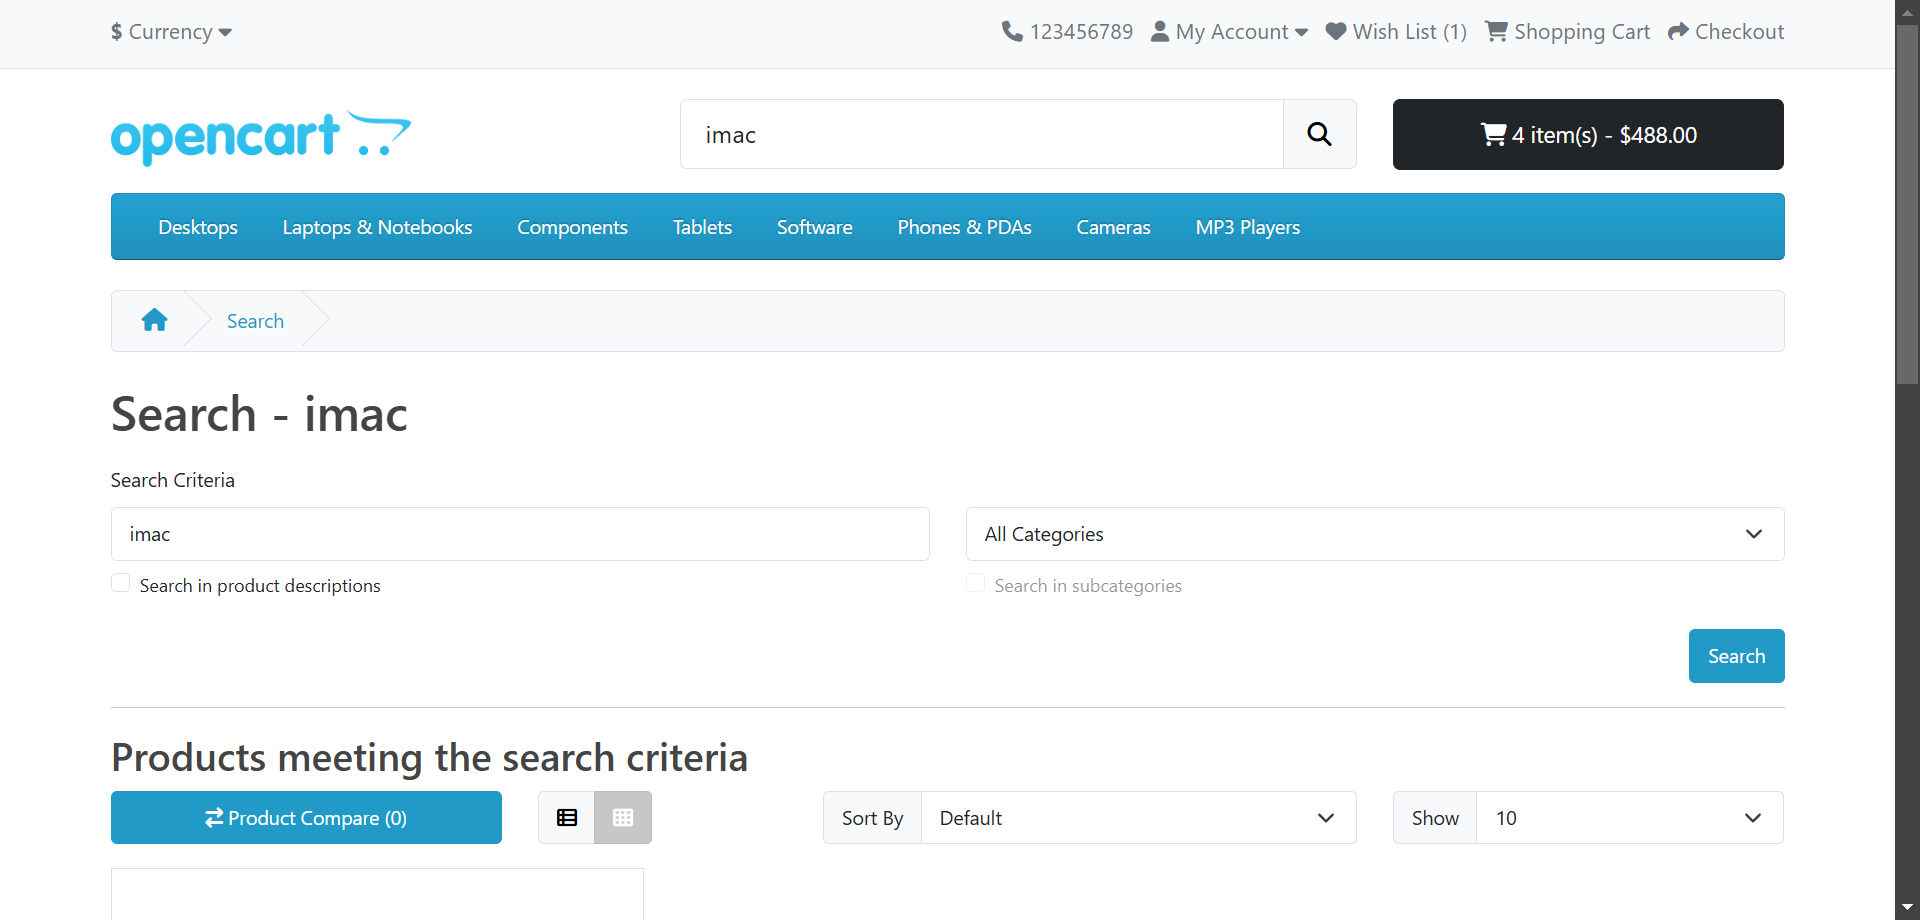 $ Currency
123456789 My Account Wish List (1) Shopping Cart Checkout
opencart
imac
4 item(s) - $488.00
Desktops Laptops & Notebooks Components Tablets Software Phones & PDAs Cameras MP3 Players
Search
Search - imac
Search Criteria
imac
All Categories
Search in product descriptions
Search in subcategories
Search
Products meeting the search criteria
Product Compare (0)
Sort By Default
Show 10